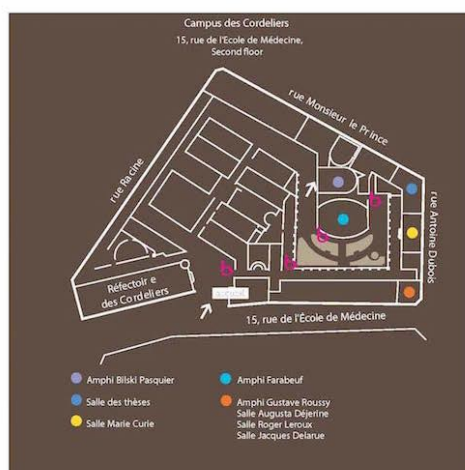 Campus des Cordeliers
15, rue de l'Ecole de Médecine,
Second floor
rue Monsieur le Prince
rue Racine
rue Antoine Dubois
Réfectoir e
des Cordeliers
15, rue de l'École de Médecine
Amphi Bilski Pasquier
Salle des thèses
Salle Marie Curie
Amphi Farabeuf
Amphi Gustave Roussy
Salle Augusta Déjerine
Salle Roger Leroux
Salle Jacques Delarue